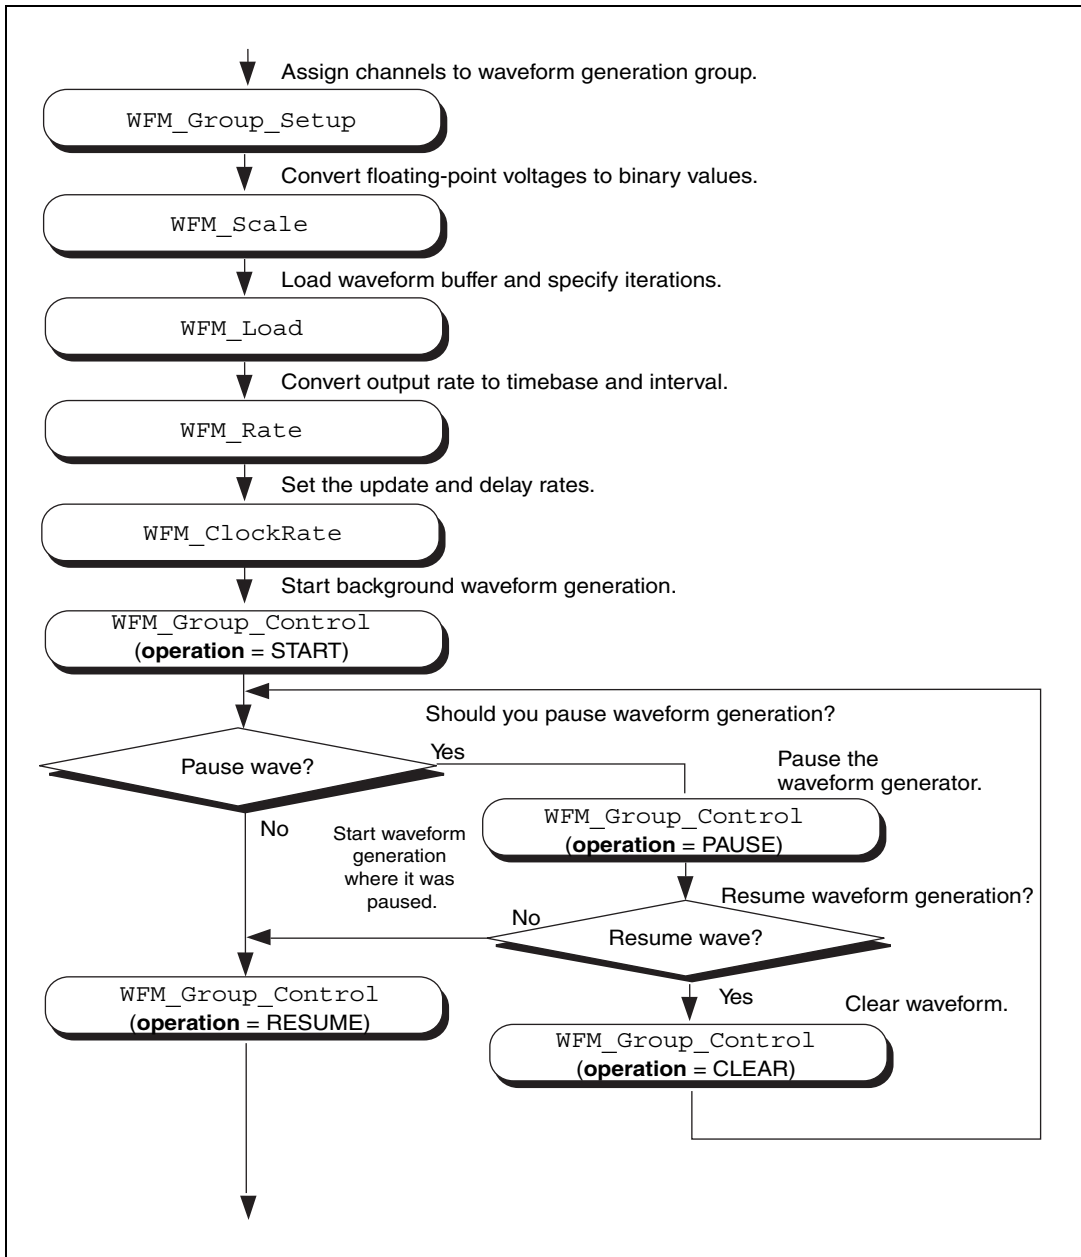 Assign channels to waveform generation group.
WFM_Group_Setup
Convert floating-point voltages to binary values.
WFM_Scale
Load waveform buffer and specify iterations.
WFM_Load
Convert output rate to timebase and interval.
WFM_Rate
Set the update and delay rates.
WFM_ClockRate
Start background waveform generation.
WFM_Group_Control
(operation = START)
Should you pause waveform generation?
Pause wave?
Yes
Pause the
waveform generator.
WFM_Group_Control
(operation = PAUSE)
No
Start waveform
generation
where it was
paused.
Resume waveform generation?
No
Resume wave?
WFM_Group_Control
(operation = RESUME)
Yes
Clear waveform.
WFM_Group_Control
(operation = CLEAR)